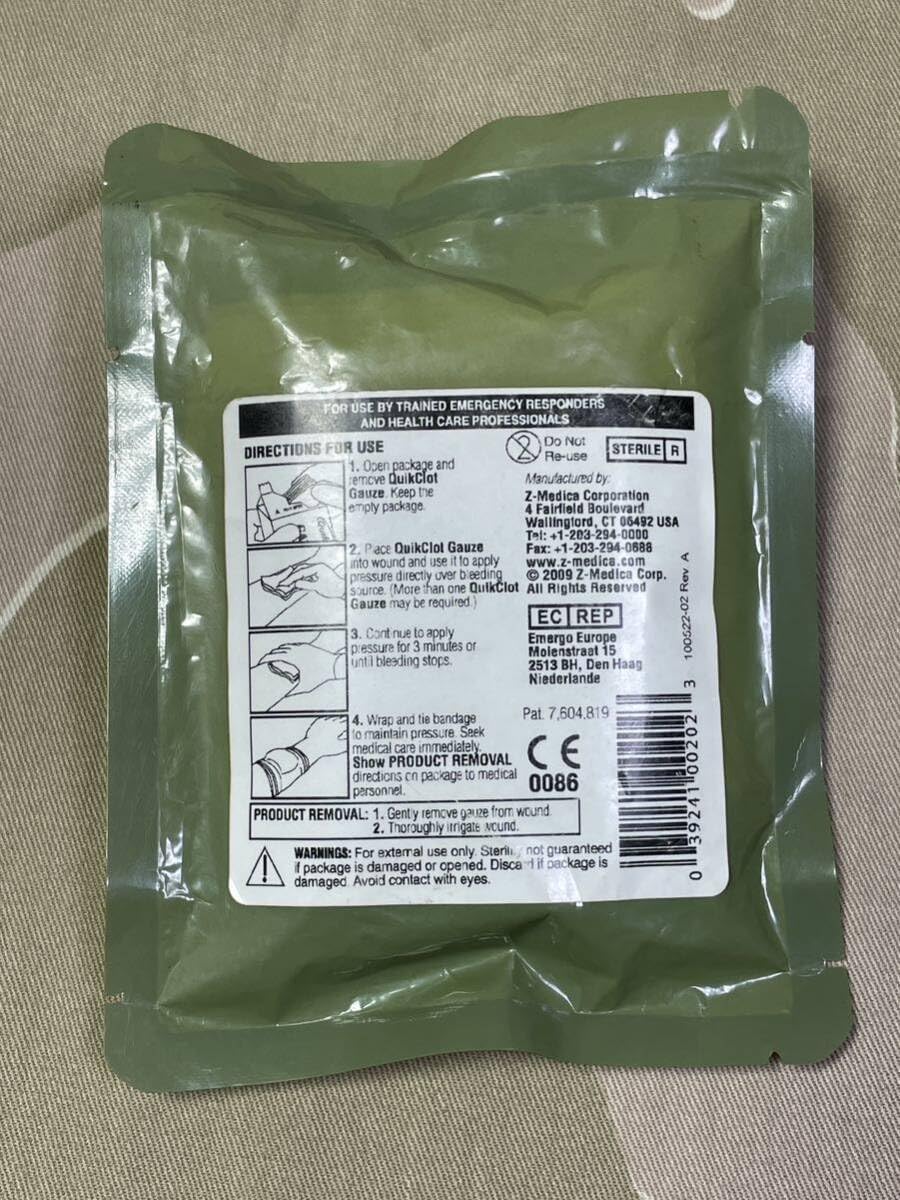 FOR USE BY TRAINED EMERGENCY RESPONDERS
AND HEALTH CARE PROFESSIONALS
DIRECTIONS FOR USE
1. Open package and
remove QuikClot
Gauze. Keep the
empty package.
2. Place QuikClot Gauze
into wound and use it to apply
pressure directly over bleeding
source. (More than one QuikClot
Gauze may be required.)
3. Continue to apply
pressure for 3 minutes or
until bleeding stops.
4. Wrap and tie bandage
to maintain pressure. Seek
medical care immediately.
Show PRODUCT REMOVAL
directions on package to medical
personnel.
2
Do Not
Re-use
STERILE R
Manufactured by:
Z-Medica Corporation
4 Fairfield Boulevard
Wallingford, CT 06492 USA
Tel: +1-203-294-0000
Fax: +1-203-294-0688
www.z-medica.com
© 2009 Z-Medica Corp.
All Rights Reserved
EC REP
Emergo Europe
Molenstraat 15
2513 BH, Den Haag
Niederlande
Pat. 7,604,819
CE
0086
100522-02 Rev. A
0 39241 00202 3
PRODUCT REMOVAL: 1. Gently remove gauze from wound.
2. Thoroughly irrigate wound.
WARNINGS: For external use only. Sterility not guaranteed
if package is damaged or opened. Discard if package is
damaged. Avoid contact with eyes.